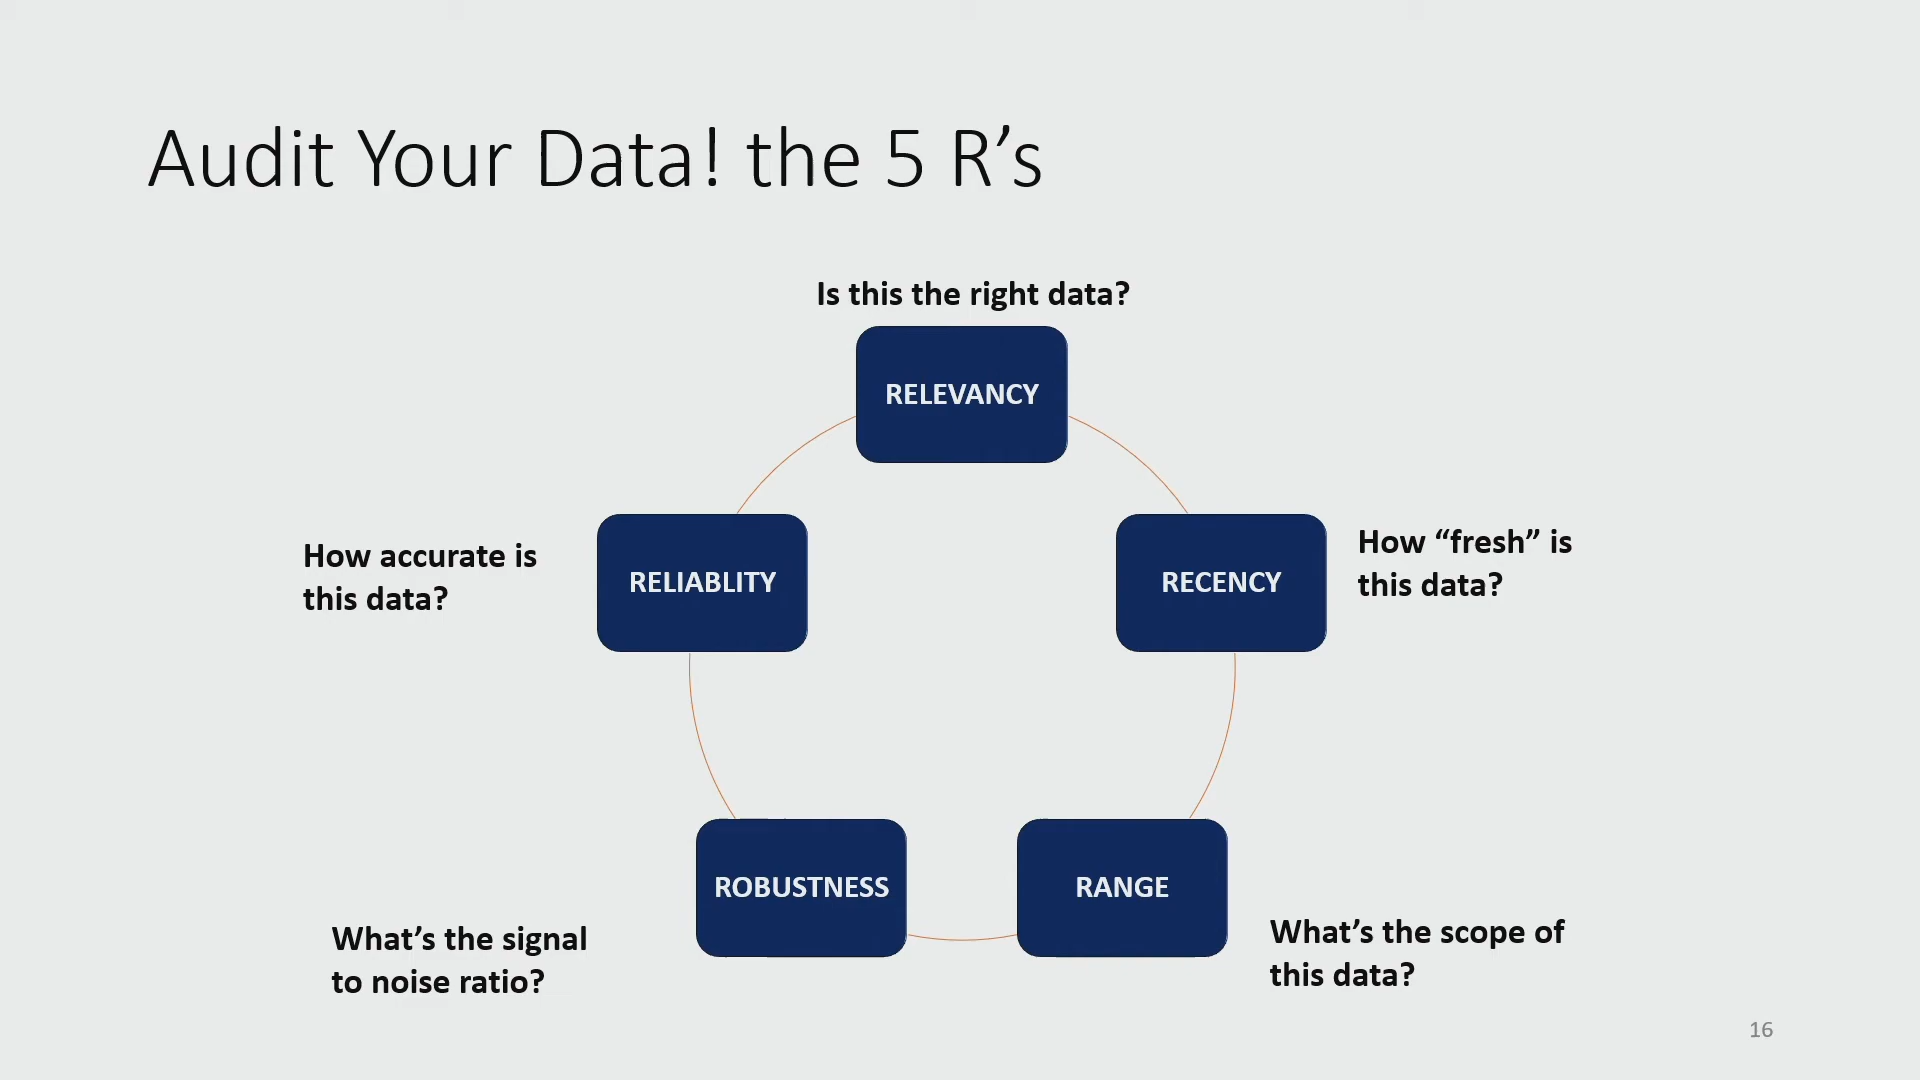 Audit Your Data! the 5 R’s
Is this the right data?
RELEVANCY
How accurate is
this data?
RELIABLITY
RECENCY
How “fresh” is
this data?
ROBUSTNESS
RANGE
What’s the signal
to noise ratio?
What’s the scope of
this data?
16